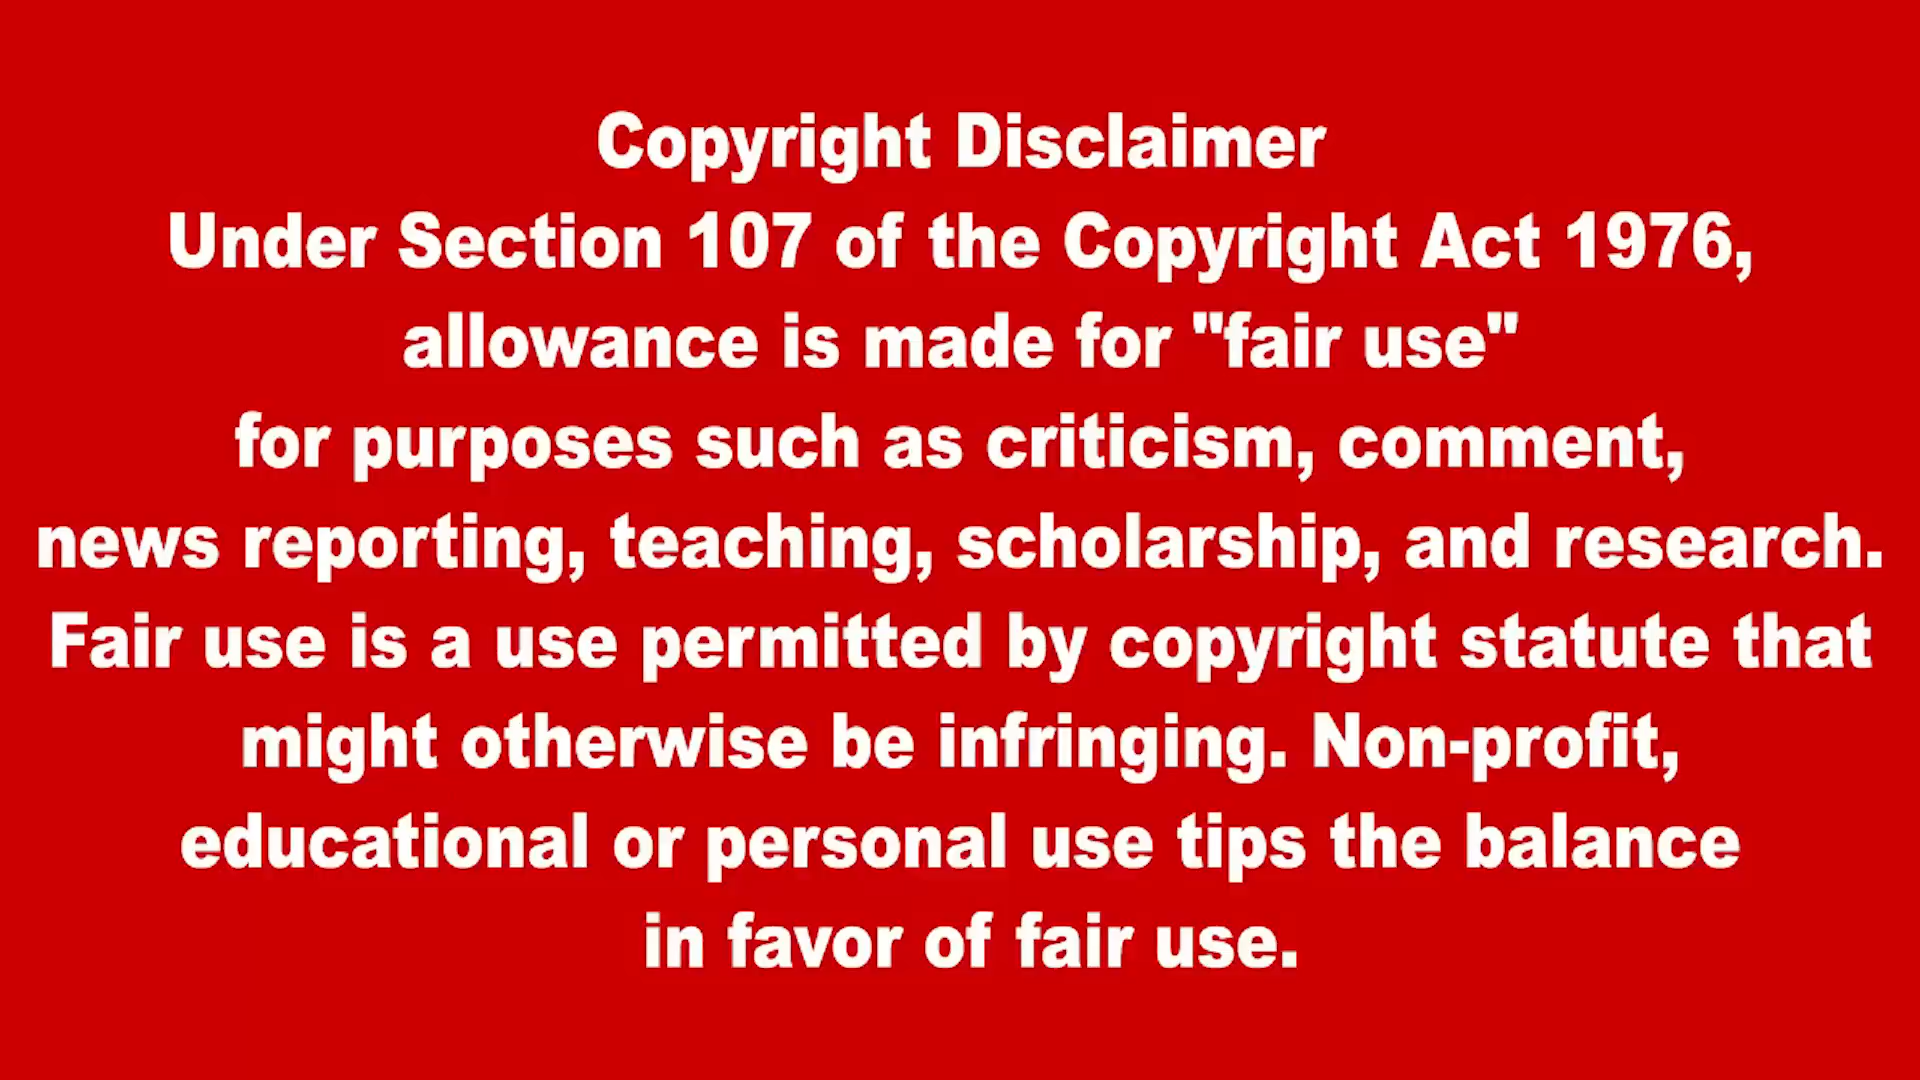 Copyright Disclaimer
Under Section 107 of the Copyright Act 1976,
allowance is made for "fair use"
for purposes such as criticism, comment,
news reporting, teaching, scholarship, and research.
Fair use is a use permitted by copyright statute that
might otherwise be infringing. Non-profit,
educational or personal use tips the balance
in favor of fair use.